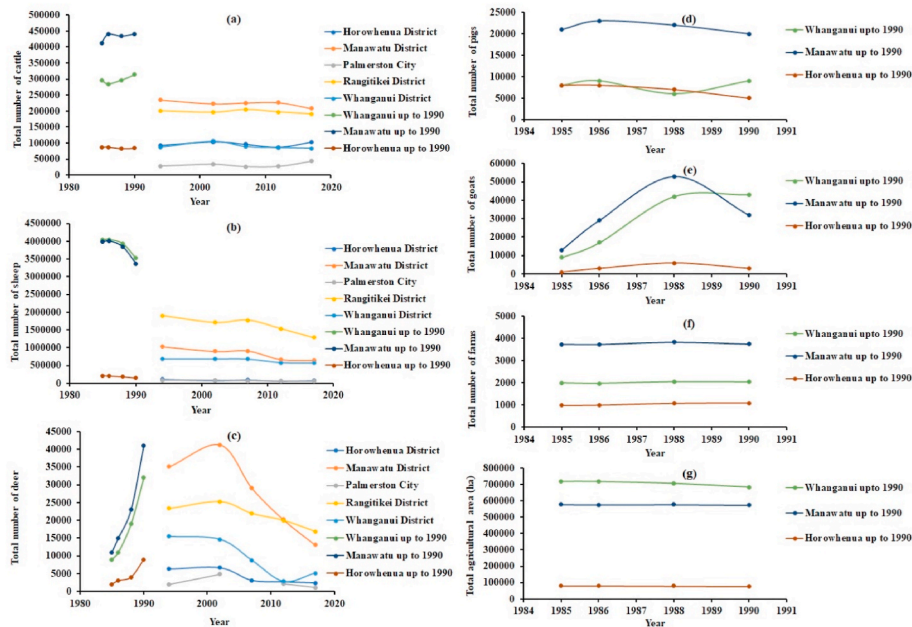 (a)
Total number of cattle
500000
450000
400000
350000
300000
250000
200000
150000
100000
50000
0
1980 1990 2000 2010 2020
Year
Horowhenua District
Manawatu District
Palmerston City
Rangitikei District
Whanganui District
Whanganui up to 1990
Manawatu up to 1990
Horowhenua up to 1990
(b)
Total number of sheep
4500000
4000000
3500000
3000000
2500000
2000000
1500000
1000000
500000
0
1980 1990 2000 2010 2020
Year
Horowhenua District
Manawatu District
Palmerston City
Rangitikei District
Whanganui District
Whanganui up to 1990
Manawatu up to 1990
Horowhenua up to 1990
(c)
Total number of deer
45000
40000
35000
30000
25000
20000
15000
10000
5000
0
1980 1990 2000 2010 2020
Year
Horowhenua District
Manawatu District
Palmerston City
Rangitikei District
Whanganui District
Whanganui up to 1990
Manawatu up to 1990
Horowhenua up to 1990
(d)
Total number of pigs
25000
20000
15000
10000
5000
0
1984 1985 1986 1987 1988 1989 1990 1991
Year
Whanganui upto 1990
Manawatu up to 1990
Horowhenua up to 1990
(e)
Total number of goats
60000
50000
40000
30000
20000
10000
0
1984 1985 1986 1987 1988 1989 1990 1991
Year
Whanganui upto 1990
Manawatu up to 1990
Horowhenua up to 1990
(f)
Total number of farms
5000
4000
3000
2000
1000
0
1984 1985 1986 1987 1988 1989 1990 1991
Year
Whanganui upto 1990
Manawatu up to 1990
Horowhenua up to 1990
(g)
Total agricultural area (ha)
800000
700000
600000
500000
400000
300000
200000
100000
0
1984 1985 1986 1987 1988 1989 1990 1991
Year
Whanganui upto 1990
Manawatu up to 1990
Horowhenua up to 1990